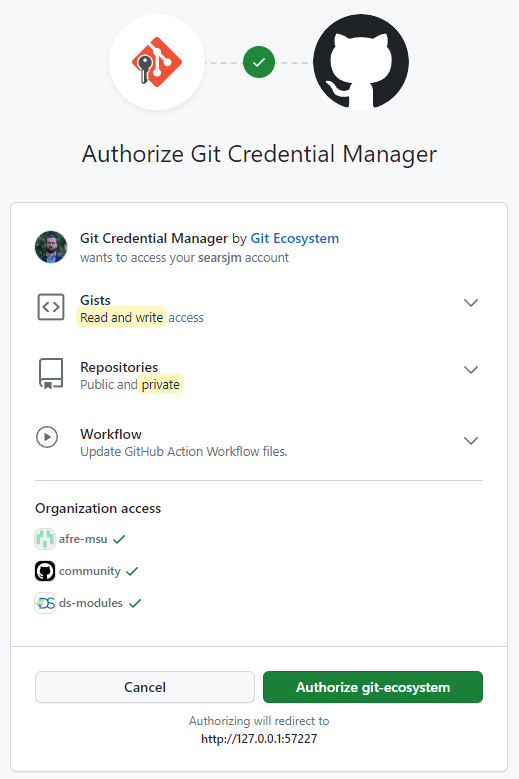 Authorize Git Credential Manager
Git Credential Manager by Git Ecosystem
wants to access your searsjm account
Gists
Read and write access
Repositories
Public and private
Workflow
Update GitHub Action Workflow files.
Organization access
afre-msu
community
DS ds-modules
Cancel
Authorize git-ecosystem
Authorizing will redirect to
http://127.0.0.1:57227